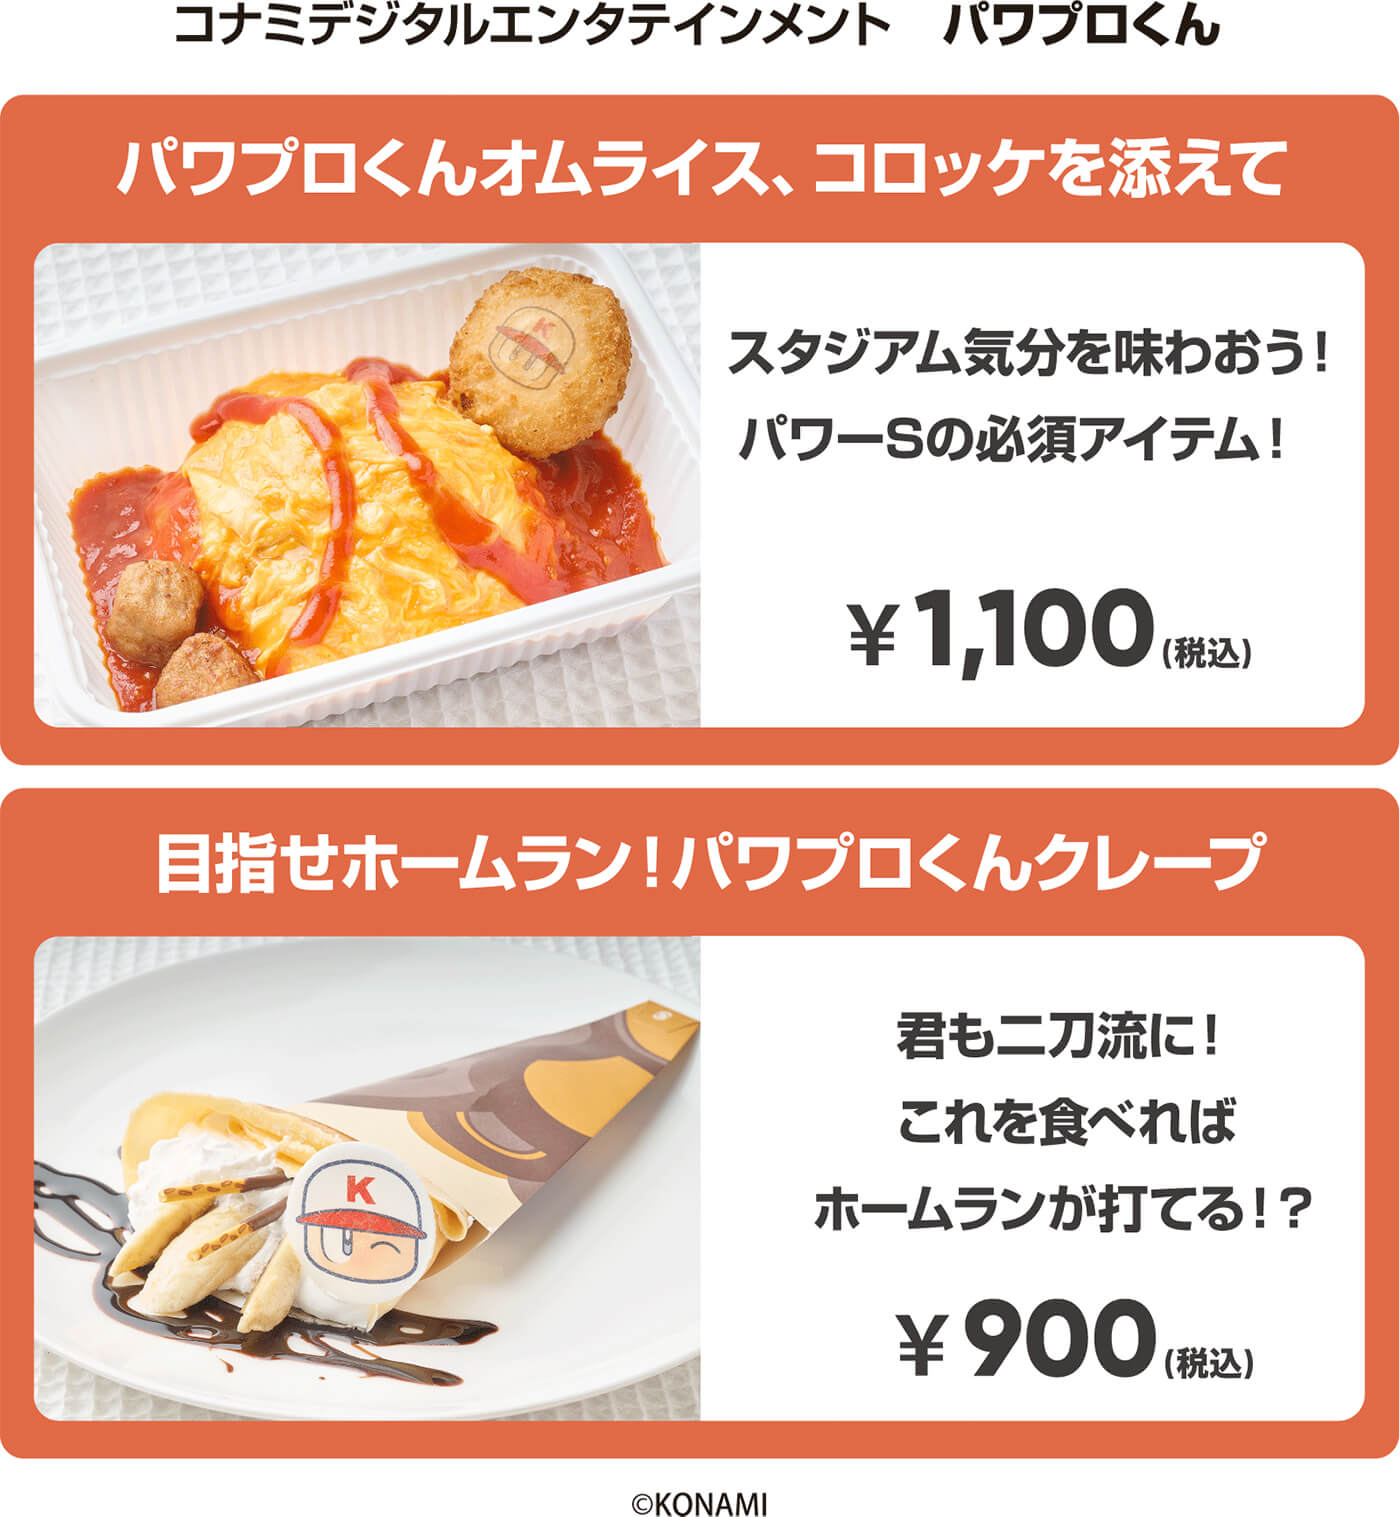 コナミデジタルエンタテインメント　パワプロくん
パワプロくんオムライス、コロッケを添えて
K
スタジアム気分を味わおう！
パワーSの必須アイテム！
￥1,100(税込)
目指せホームラン！パワプロくんクレープ
K
君も二刀流に！
これを食べれば
ホームランが打てる！？
￥900(税込)
©KONAMI